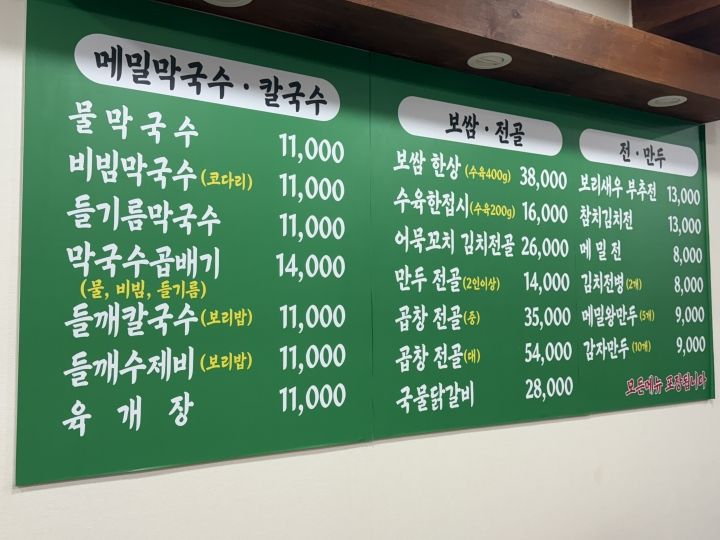 메밀막국수 · 칼국수
물막국수 11,000
비빔막국수 (코다리) 11,000
들기름막국수 11,000
막국수곱배기 14,000
(물, 비빔, 들기름)
들깨칼국수 (보리밥) 11,000
들깨수제비 (보리밥) 11,000
육개장 11,000
보쌈 · 전골
보쌈 한상 (수육400g) 38,000
수육한접시 (수육200g) 16,000
어묵꼬치 김치전골 26,000
만두 전골 (2인이상) 14,000
곱창 전골 (중) 35,000
곱창 전골 (대) 54,000
국물닭갈비 28,000
전 · 만두
보리새우 부추전 13,000
참치김치전 13,000
메밀전 8,000
김치전병 (2개) 8,000
메밀왕만두 (5개) 9,000
감자만두 (10개) 9,000
모든메뉴 포장됩니다